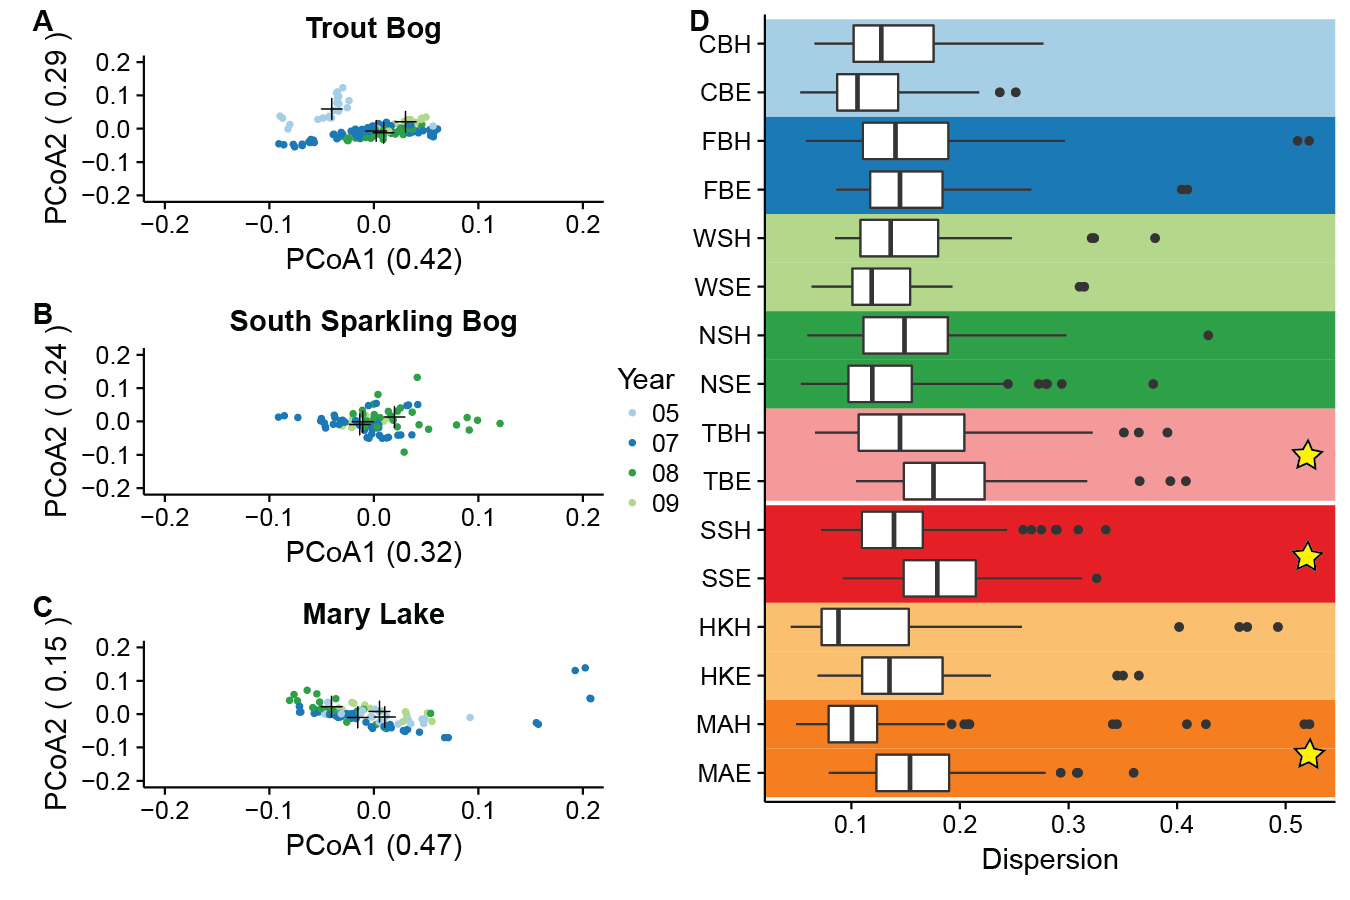 A
Trout Bog
PCoA2 ( 0.29 )
0.2
0.1
0.0
−0.1
−0.2
−0.2 −0.1 0.0 0.1 0.2
PCoA1 (0.42)
B
South Sparkling Bog
PCoA2 ( 0.24 )
0.2
0.1
0.0
−0.1
−0.2
−0.2 −0.1 0.0 0.1 0.2
PCoA1 (0.32)
Year
05
07
08
09
C
Mary Lake
PCoA2 ( 0.15 )
0.2
0.1
0.0
−0.1
−0.2
−0.2 −0.1 0.0 0.1 0.2
PCoA1 (0.47)
D
CBH
CBE
FBH
FBE
WSH
WSE
NSH
NSE
TBH
TBE
SSH
SSE
HKH
HKE
MAH
MAE
0.1 0.2 0.3 0.4 0.5
Dispersion